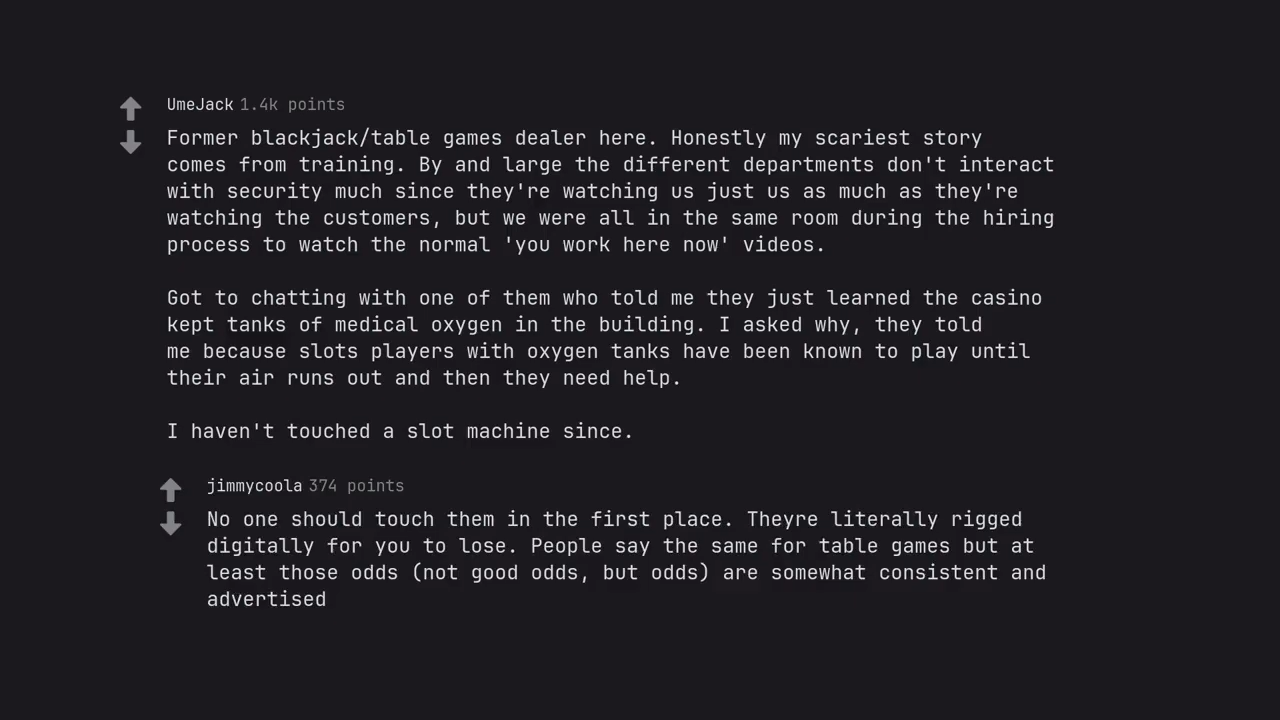 UmeJack 1.4k points
Former blackjack/table games dealer here. Honestly my scariest story
comes from training. By and large the different departments don't interact
with security much since they're watching us just us as much as they're
watching the customers, but we were all in the same room during the hiring
process to watch the normal 'you work here now' videos.
Got to chatting with one of them who told me they just learned the casino
kept tanks of medical oxygen in the building. I asked why, they told
me because slots players with oxygen tanks have been known to play until
their air runs out and then they need help.
I haven't touched a slot machine since.
jimmycoola 374 points
No one should touch them in the first place. Theyre literally rigged
digitally for you to lose. People say the same for table games but at
least those odds (not good odds, but odds) are somewhat consistent and
advertised